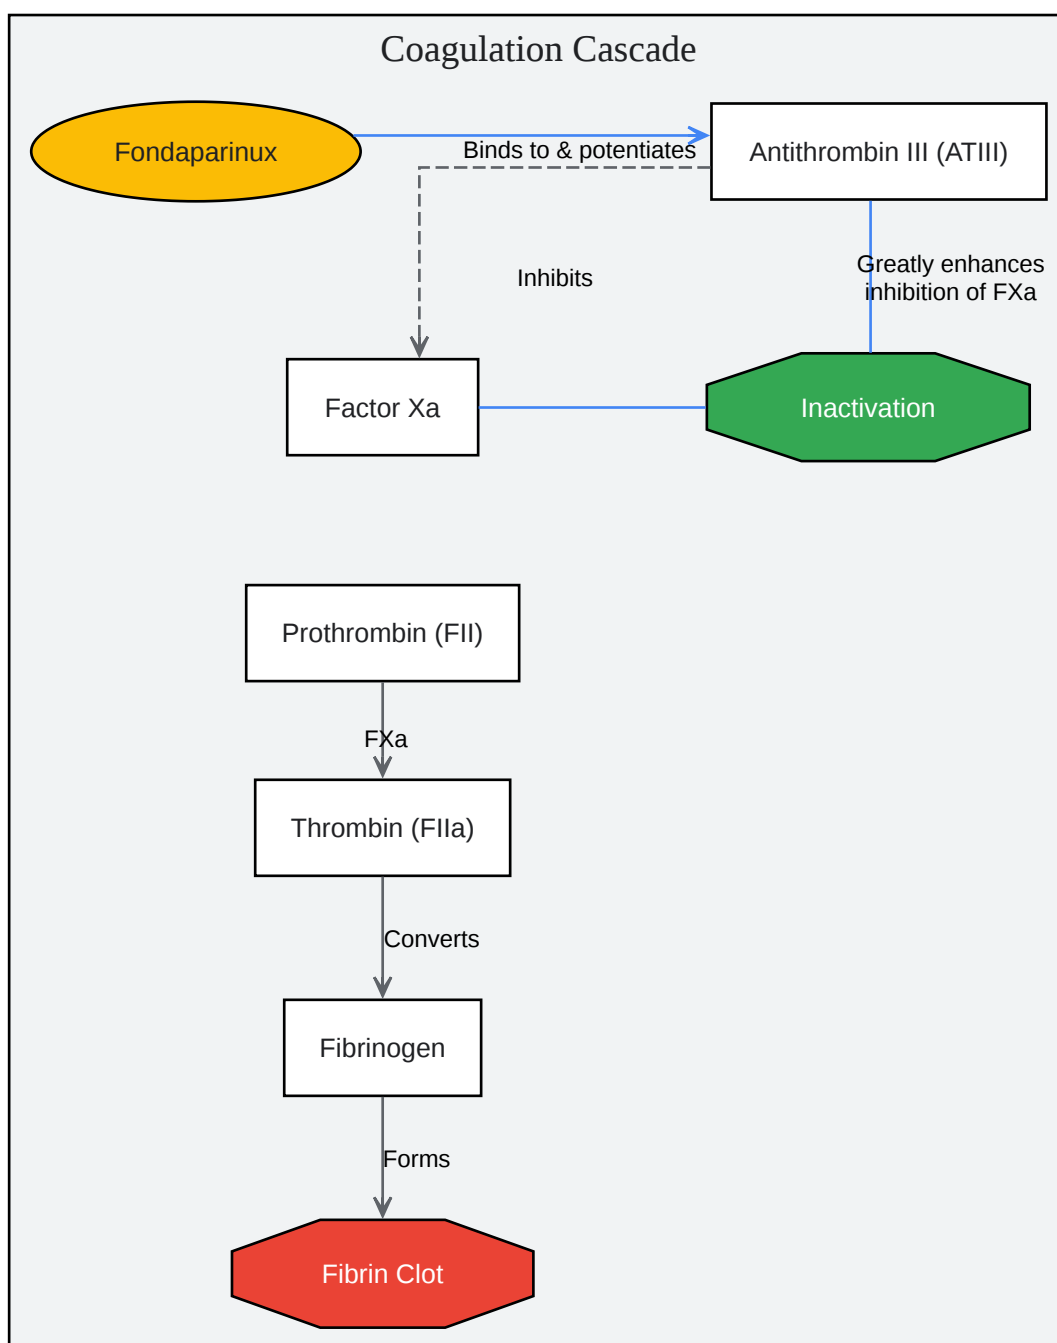 Coagulation Cascade
Fondaparinux
Binds to & potentiates
Antithrombin III (ATIII)
Inhibits
Greatly enhances
inhibition of FXa
Factor Xa
Inactivation
Prothrombin (FII)
FXa
Thrombin (FIIa)
Converts
Fibrinogen
Forms
Fibrin Clot